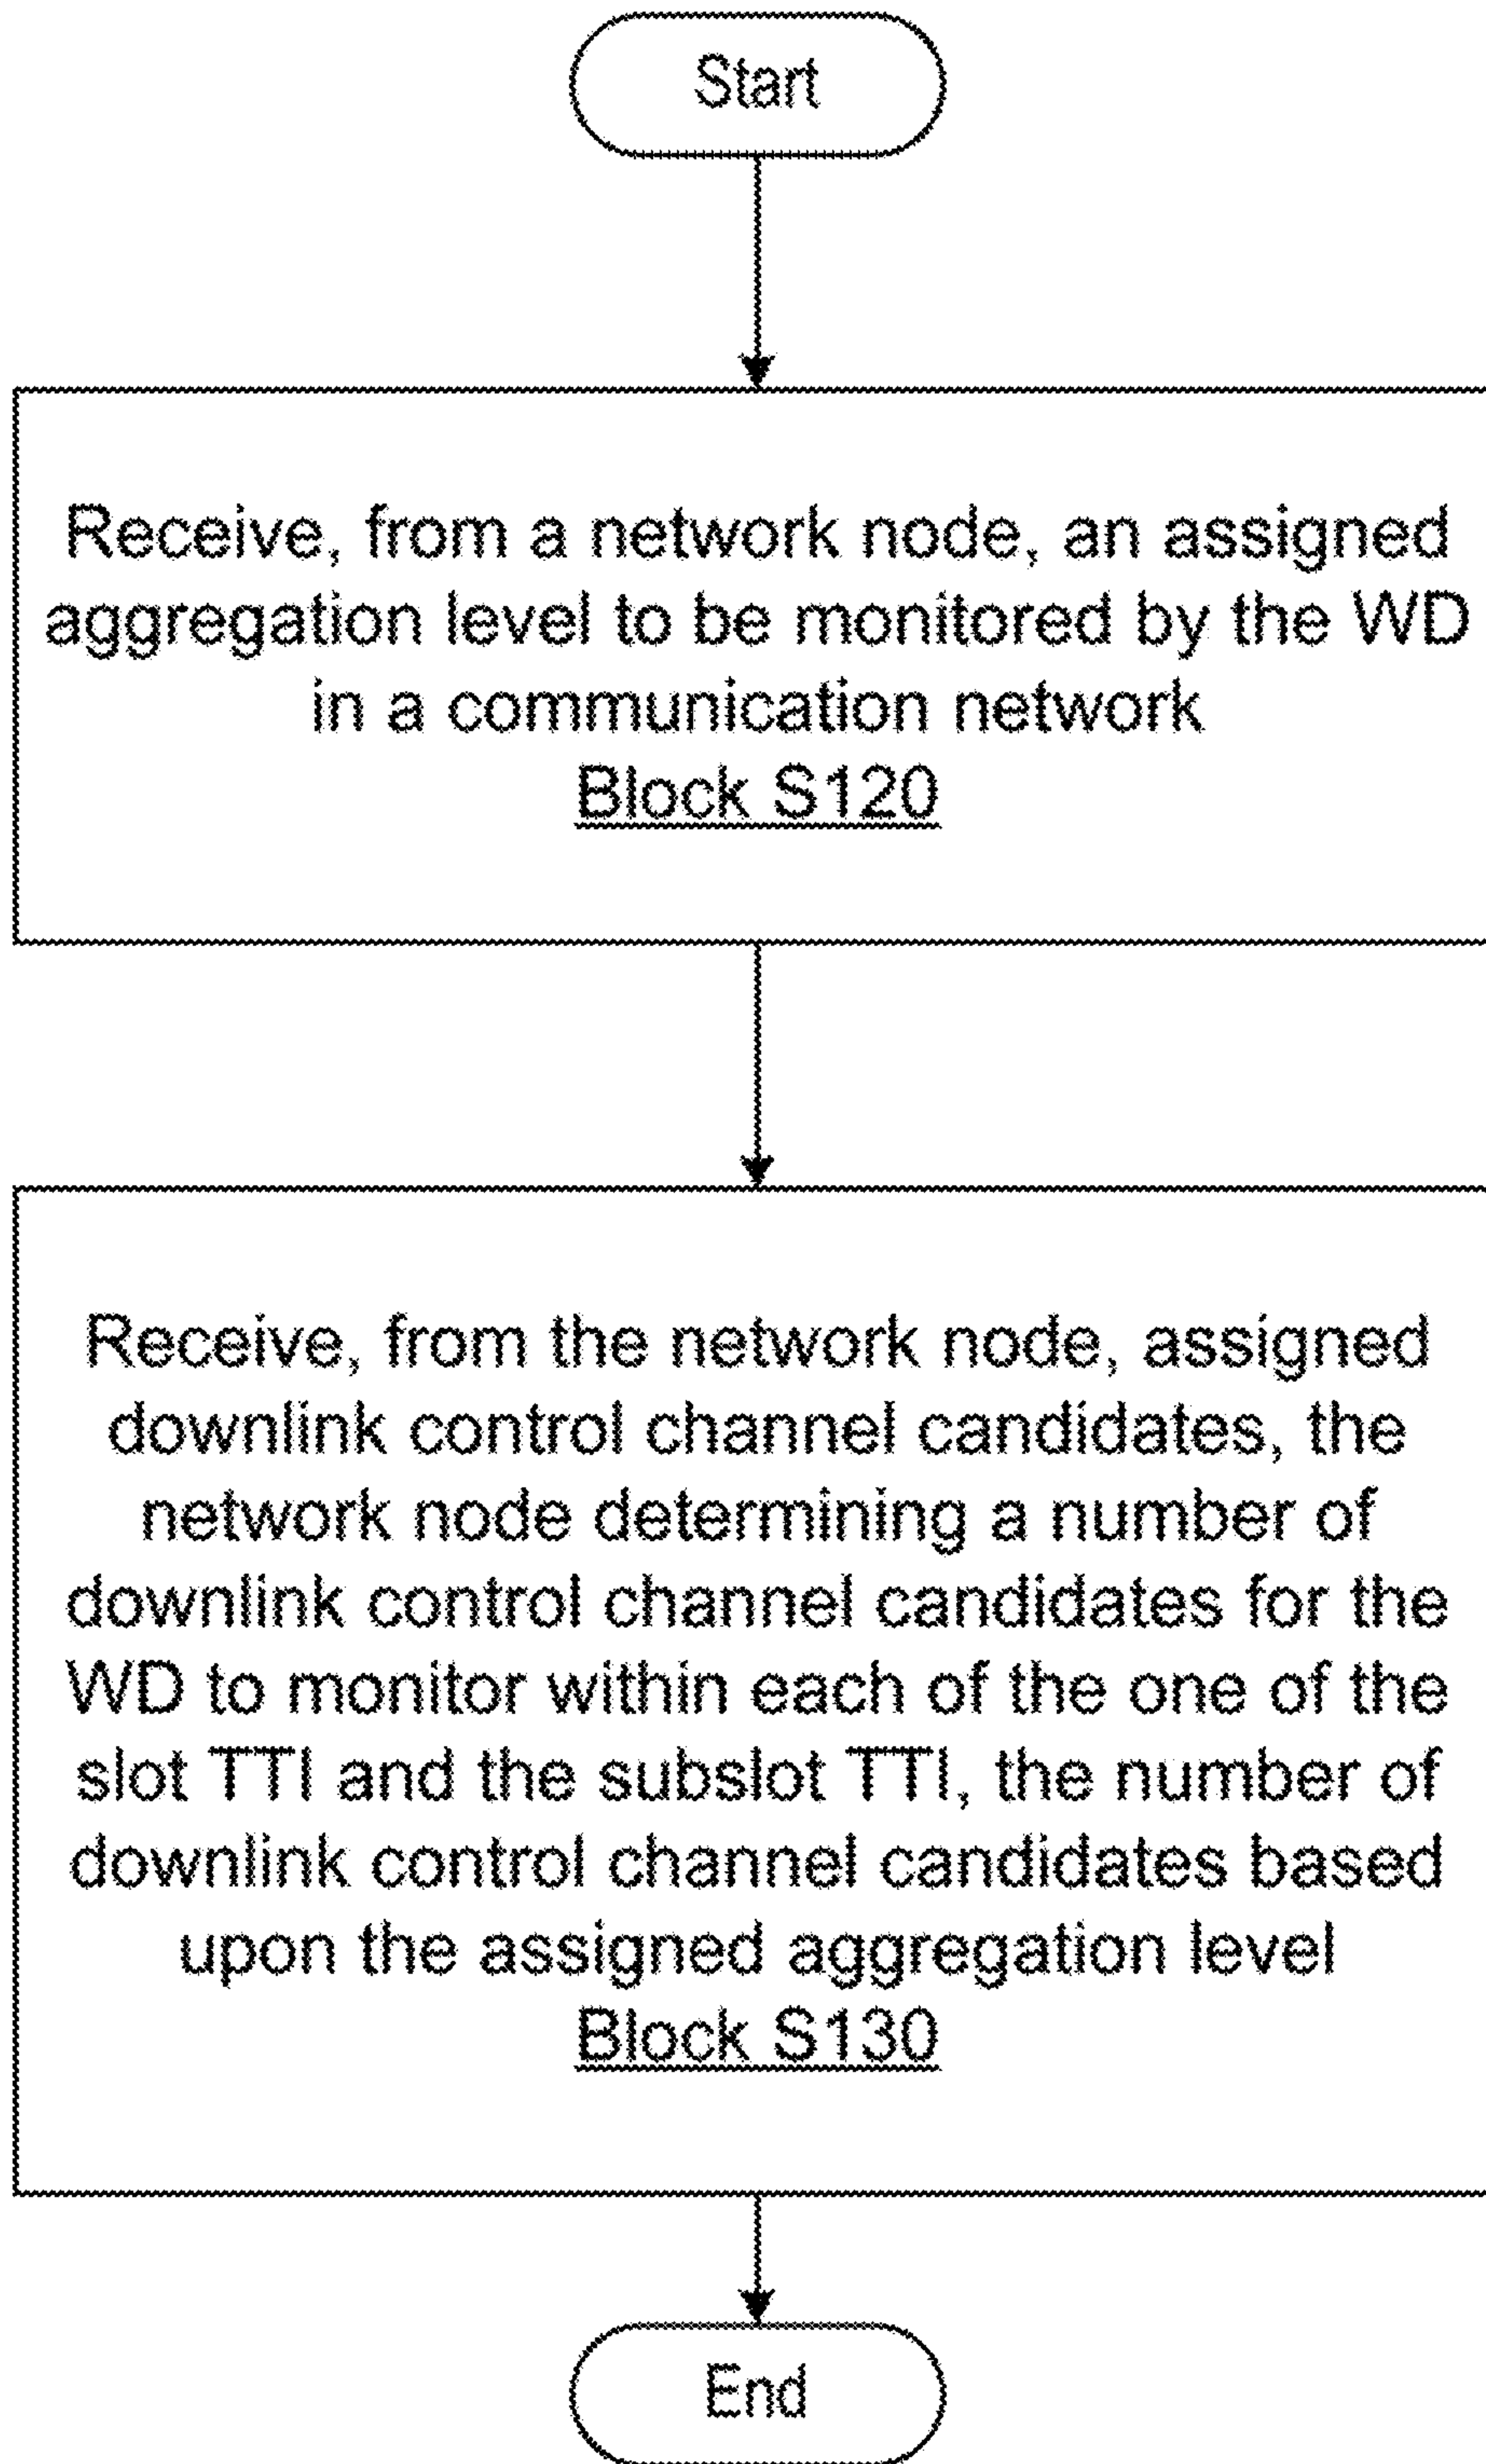 Start
Receive, from a network node, an assigned
aggregation level to be monitored by the WD
in a communication network
Block S120
Receive, from the network node, assigned
downlink control channel candidates, the
network node determining a number of
downlink control channel candidates for the
WD to monitor within each of the one of the
slot TTI and the subslot TTI, the number of
downlink control channel candidates based
upon the assigned aggregation level
Block S130
End